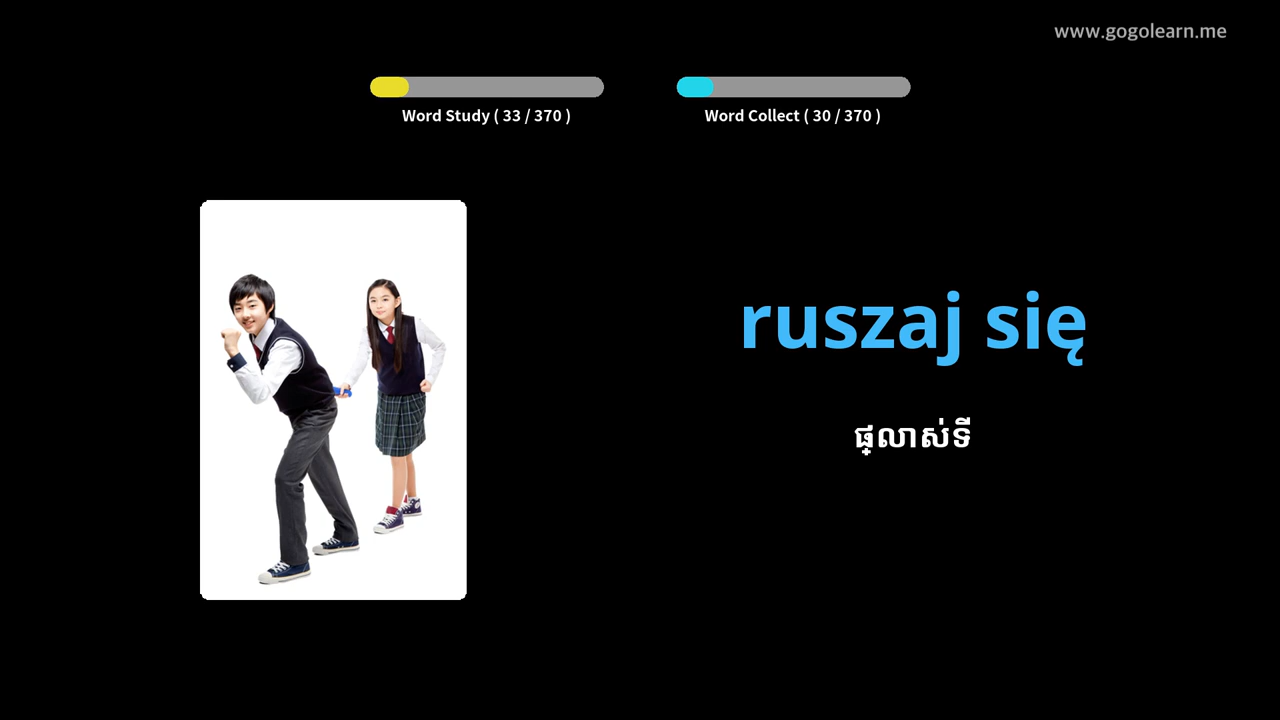 www.gogolearn.me
Word Study ( 33 / 370 )
Word Collect ( 30 / 370 )
ruszaj się
ផ្លាស់ទី